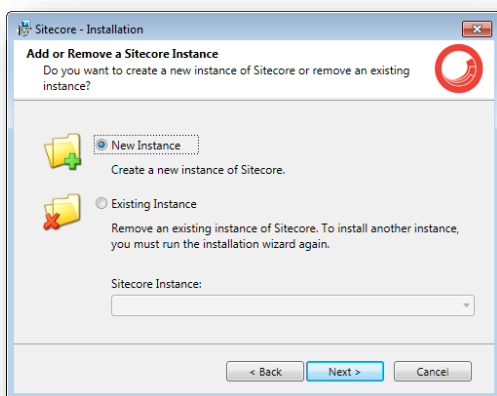 Sitecore - Installation
Add or Remove a Sitecore Instance
Do you want to create a new instance of Sitecore or remove an existing
instance?
New Instance
Create a new instance of Sitecore.
Existing Instance
Remove an existing instance of Sitecore. To install another instance,
you must run the installation wizard again.
Sitecore Instance:
< Back Next > Cancel